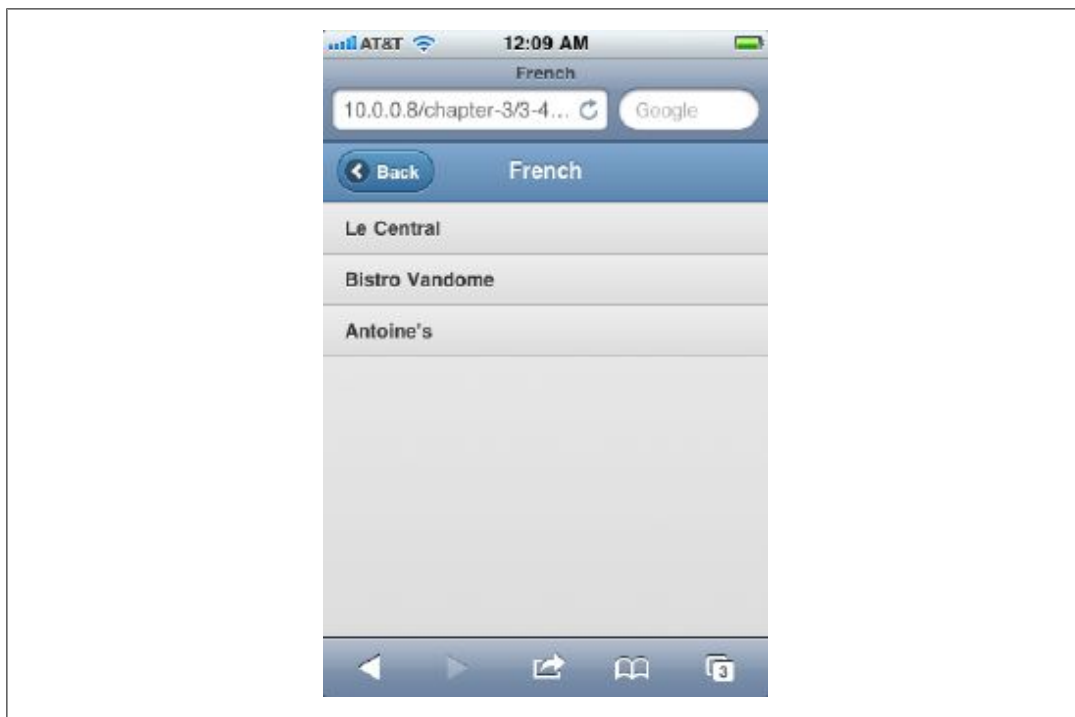 AT&T 12:09 AM
French
10.0.0.8/chapter-3/3-4... Google
Back French
Le Central
Bistro Vandome
Antoine's
3